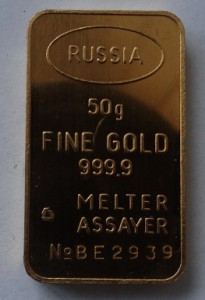 RUSSIA
50g
FINE GOLD
999.9
MELTER
ASSAYER
№BE2939